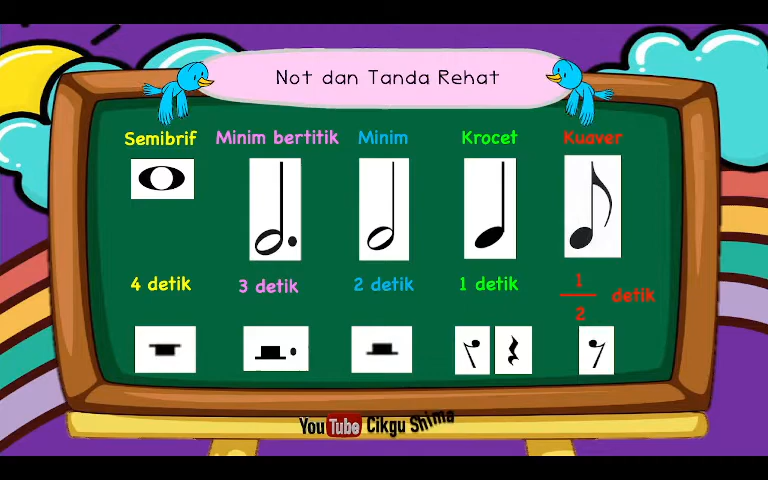 Not dan Tanda Rehat
Semibrif Minim bertitik Minim Krocet Kuaver
4 detik 3 detik 2 detik 1 detik 1/2 detik
YouTube Cikgu Shima